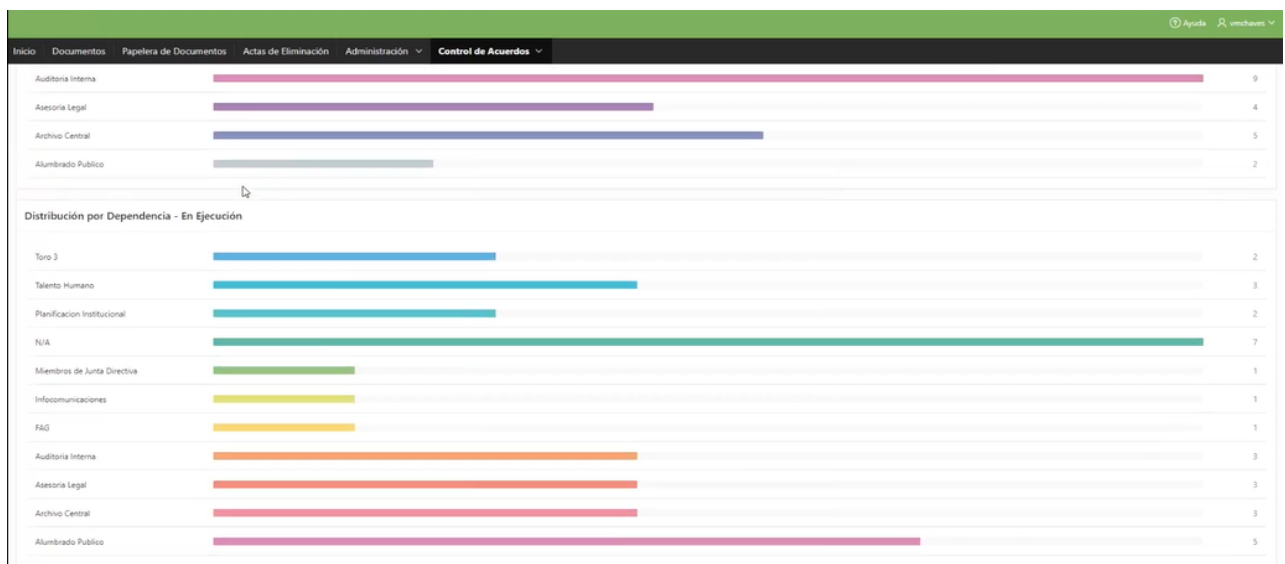 Ayuda vmchaves
Inicio Documentos Papelera de Documentos Actas de Eliminación Administración Control de Acuerdos
Auditoria Interna 9
Asesoria Legal 4
Archivo Central 5
Alumbrado Publico 2
Distribución por Dependencia - En Ejecución
Toro 3 2
Talento Humano 3
Planificacion Institucional 2
N/A 7
Miembros de Junta Directiva 1
Infocomunicaciones 1
FAG 1
Auditoria Interna 3
Asesoria Legal 3
Archivo Central 3
Alumbrado Publico 5